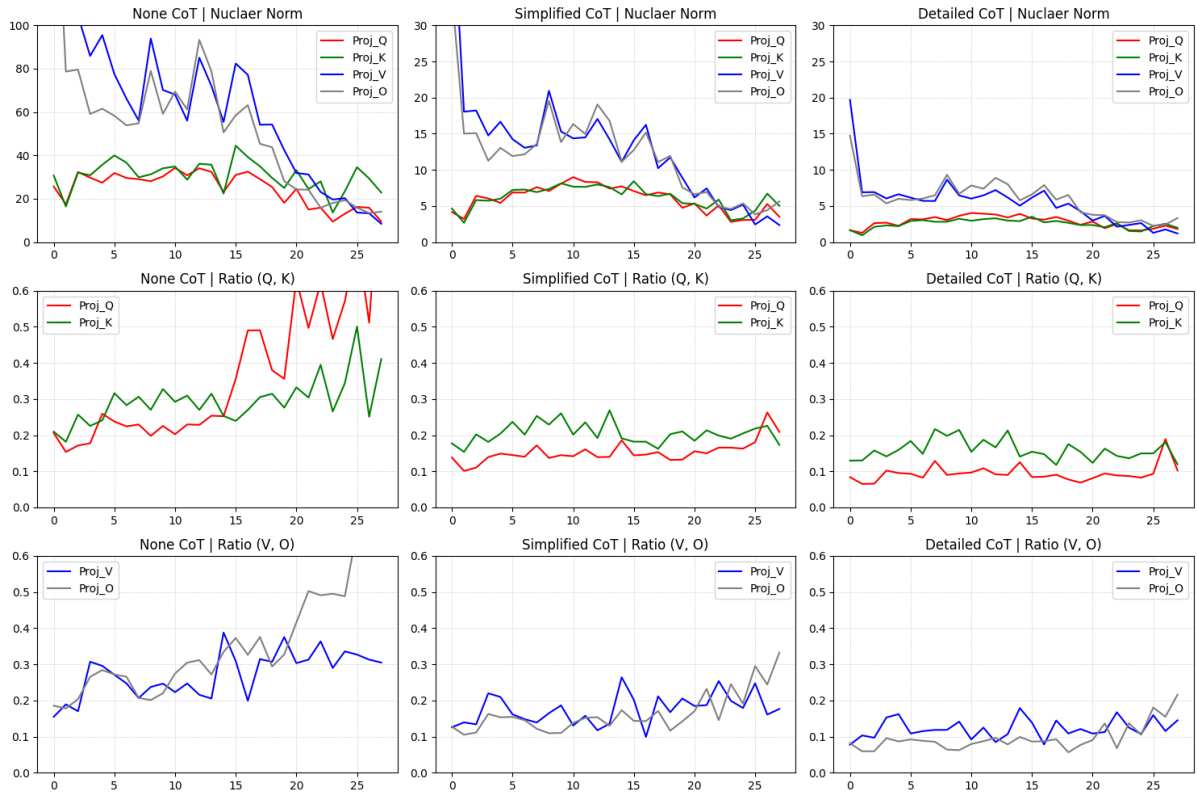 None CoT | Nuclaer Norm
100
80
60
40
20
0
0 5 10 15 20 25
Proj_Q
Proj_K
Proj_V
Proj_O
Simplified CoT | Nuclaer Norm
30
25
20
15
10
5
0
0 5 10 15 20 25
Proj_Q
Proj_K
Proj_V
Proj_O
Detailed CoT | Nuclaer Norm
30
25
20
15
10
5
0
0 5 10 15 20 25
Proj_Q
Proj_K
Proj_V
Proj_O
None CoT | Ratio (Q, K)
0.6
0.5
0.4
0.3
0.2
0.1
0.0
0 5 10 15 20 25
Proj_Q
Proj_K
Simplified CoT | Ratio (Q, K)
0.6
0.5
0.4
0.3
0.2
0.1
0.0
0 5 10 15 20 25
Proj_Q
Proj_K
Detailed CoT | Ratio (Q, K)
0.6
0.5
0.4
0.3
0.2
0.1
0.0
0 5 10 15 20 25
Proj_Q
Proj_K
None CoT | Ratio (V, O)
0.6
0.5
0.4
0.3
0.2
0.1
0.0
0 5 10 15 20 25
Proj_V
Proj_O
Simplified CoT | Ratio (V, O)
0.6
0.5
0.4
0.3
0.2
0.1
0.0
0 5 10 15 20 25
Proj_V
Proj_O
Detailed CoT | Ratio (V, O)
0.6
0.5
0.4
0.3
0.2
0.1
0.0
0 5 10 15 20 25
Proj_V
Proj_O